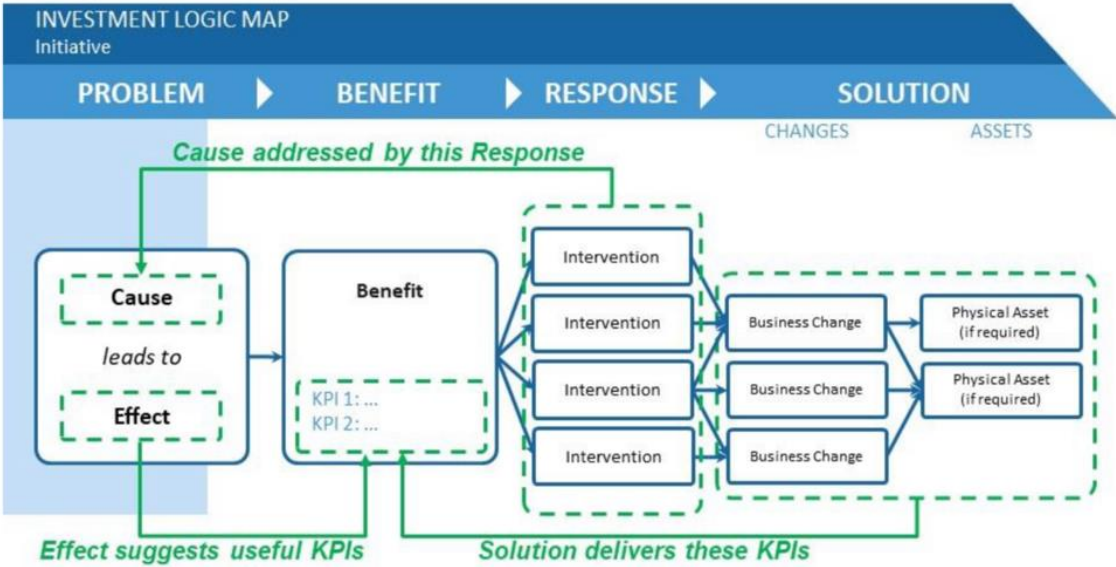 INVESTMENT LOGIC MAP
Initiative
PROBLEM
BENEFIT
RESPONSE
SOLUTION
CHANGES
ASSETS
Cause addressed by this Response
Cause
leads to
Effect
Benefit
KPI 1: ...
KPI 2: ...
Intervention
Intervention
Intervention
Intervention
Business Change
Business Change
Business Change
Physical Asset
(if required)
Physical Asset
(if required)
Effect suggests useful KPIs
Solution delivers these KPIs